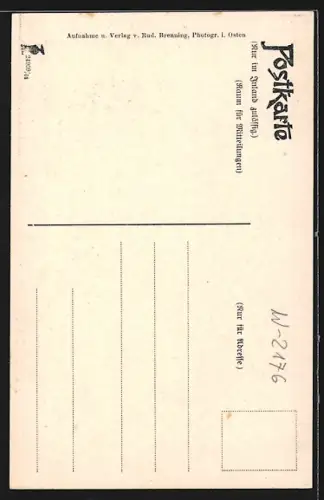 Aufnahme u. Verlag v. Rud. Brenning, Photogr. i. Osten
Postkarte
(Nur im Inland zulässig.)
(Raum für Mitteilungen)
(Nur für Adresse)
W-2176